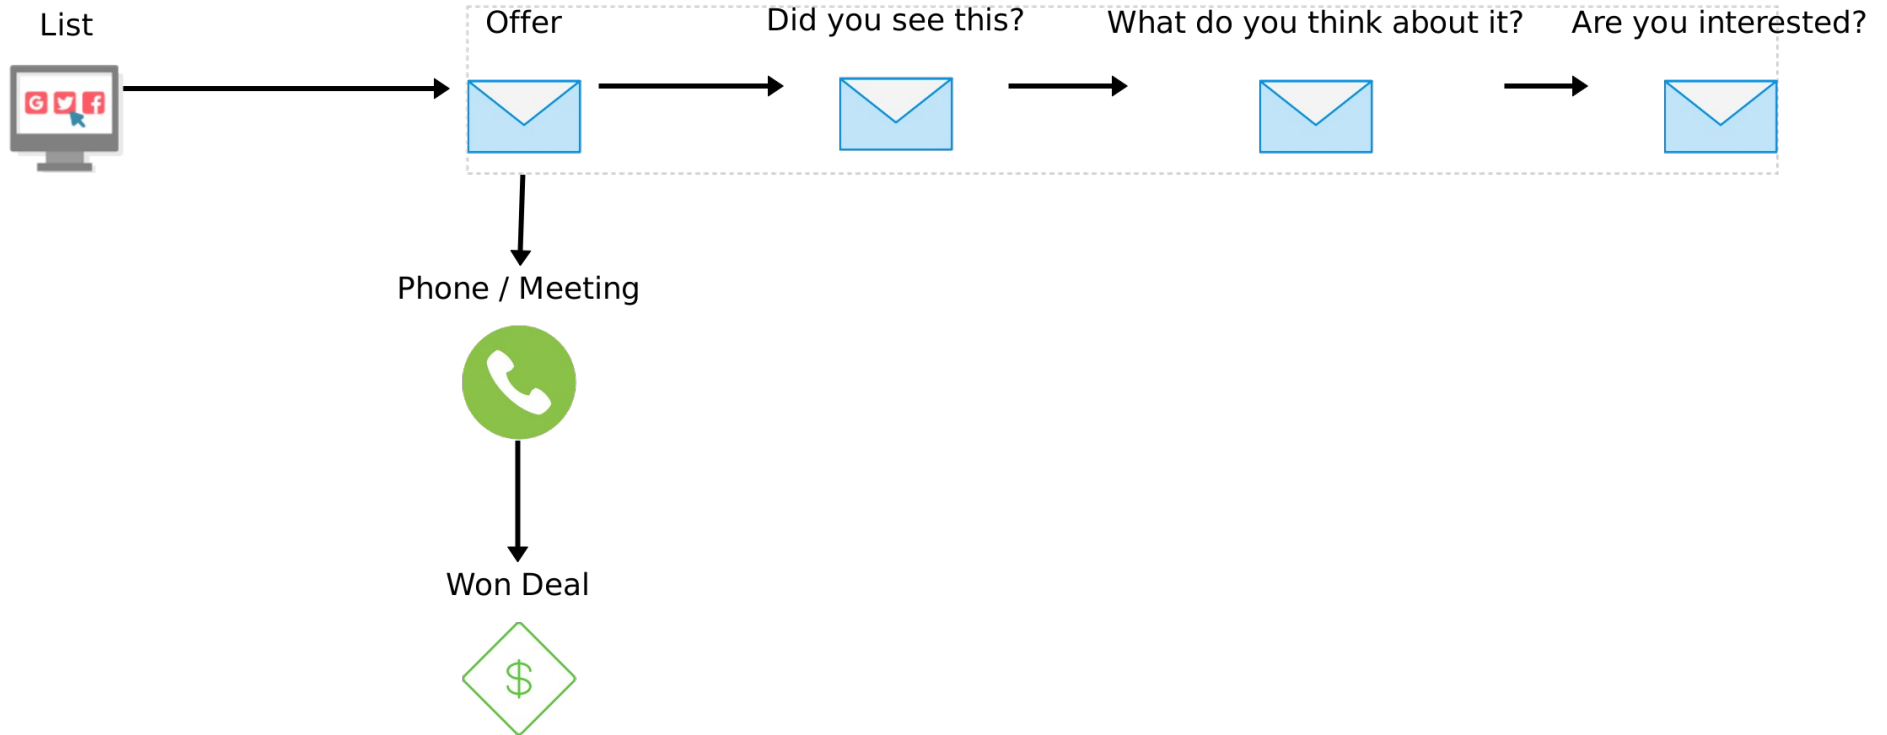 List
Offer
Did you see this?
What do you think about it?
Are you interested?
Phone / Meeting
Won Deal
$